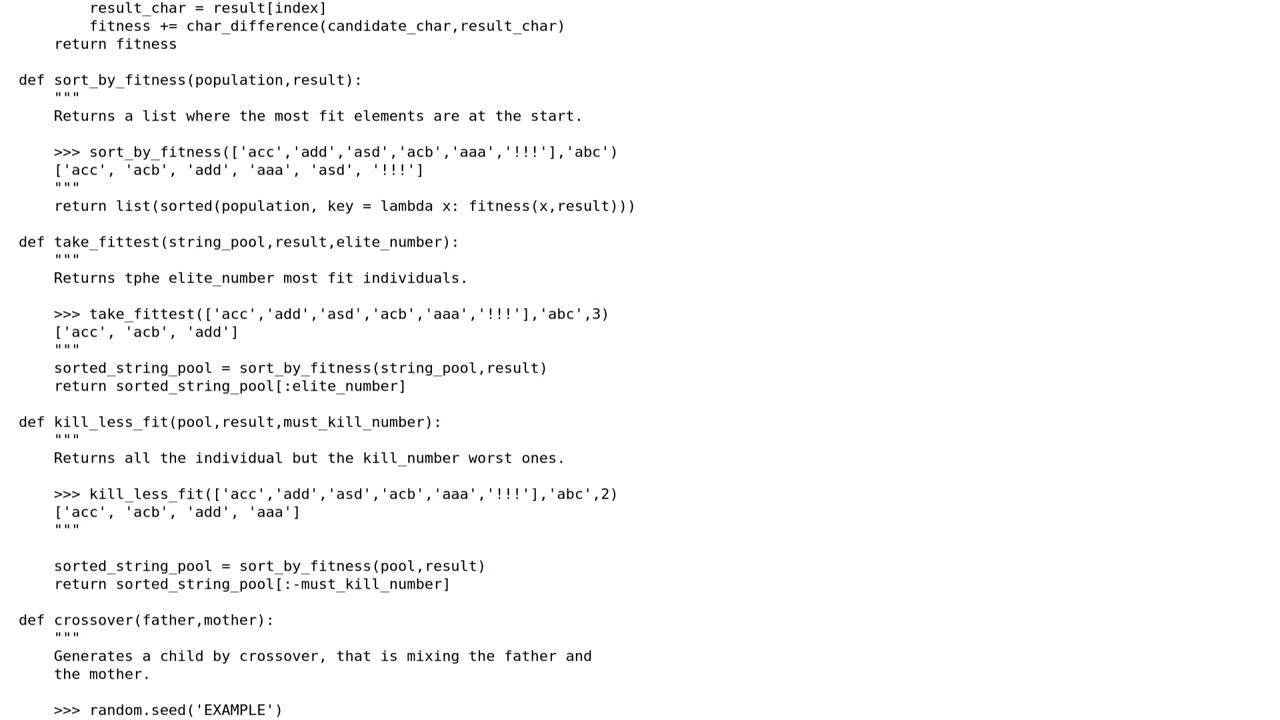 result_char = result[index]
        fitness += char_difference(candidate_char,result_char)
    return fitness

def sort_by_fitness(population,result):
    """
    Returns a list where the most fit elements are at the start.

    >>> sort_by_fitness(['acc','add','asd','acb','aaa','!!!'],'abc')
    ['acc', 'acb', 'add', 'aaa', 'asd', '!!!']
    """
    return list(sorted(population, key = lambda x: fitness(x,result)))

def take_fittest(string_pool,result,elite_number):
    """
    Returns tphe elite_number most fit individuals.

    >>> take_fittest(['acc','add','asd','acb','aaa','!!!'],'abc',3)
    ['acc', 'acb', 'add']
    """
    sorted_string_pool = sort_by_fitness(string_pool,result)
    return sorted_string_pool[:elite_number]

def kill_less_fit(pool,result,must_kill_number):
    """
    Returns all the individual but the kill_number worst ones.

    >>> kill_less_fit(['acc','add','asd','acb','aaa','!!!'],'abc',2)
    ['acc', 'acb', 'add', 'aaa']
    """

    sorted_string_pool = sort_by_fitness(pool,result)
    return sorted_string_pool[:-must_kill_number]

def crossover(father,mother):
    """
    Generates a child by crossover, that is mixing the father and
    the mother.

    >>> random.seed('EXAMPLE')